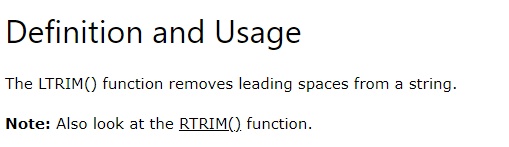 Definition and Usage
The LTRIM() function removes leading spaces from a string.
Note: Also look at the RTRIM() function.